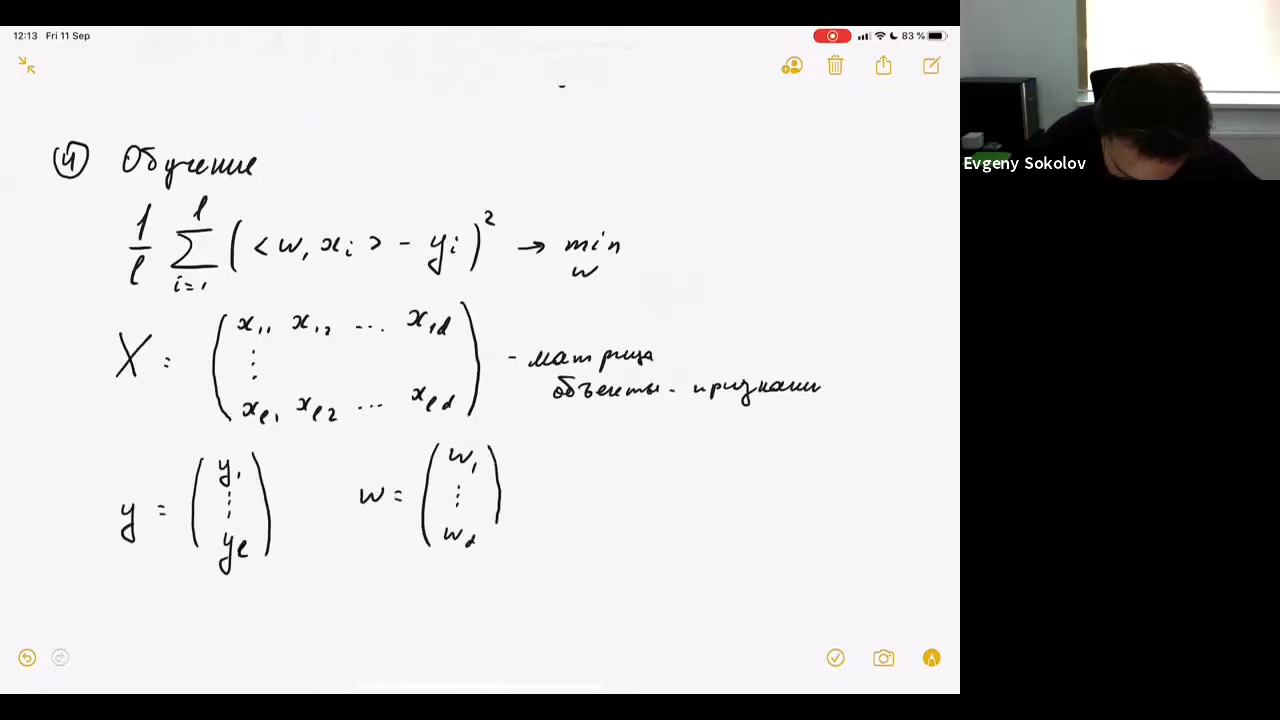 12:13 Fri 11 Sep
83 %
Evgeny Sokolov
④ Обучение
1/l ∑_{i=1}^{l} (<w, x_i> - y_i)^2 → min_w
X = (x_11 x_12 ... x_1d ⋮ x_l1 x_l2 ... x_ld) - матрица
объекты - признаки
y = (y_1 ⋮ y_l) w = (w_1 ⋮ w_d)